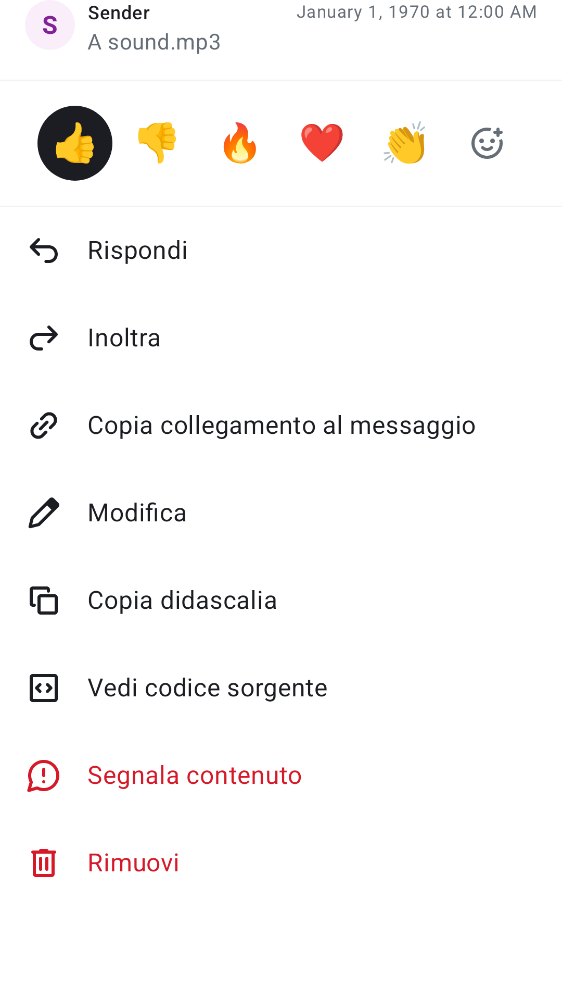 S
Sender
January 1, 1970 at 12:00 AM
A sound.mp3
Rispondi
Inoltra
Copia collegamento al messaggio
Modifica
Copia didascalia
Vedi codice sorgente
Segnala contenuto
Rimuovi